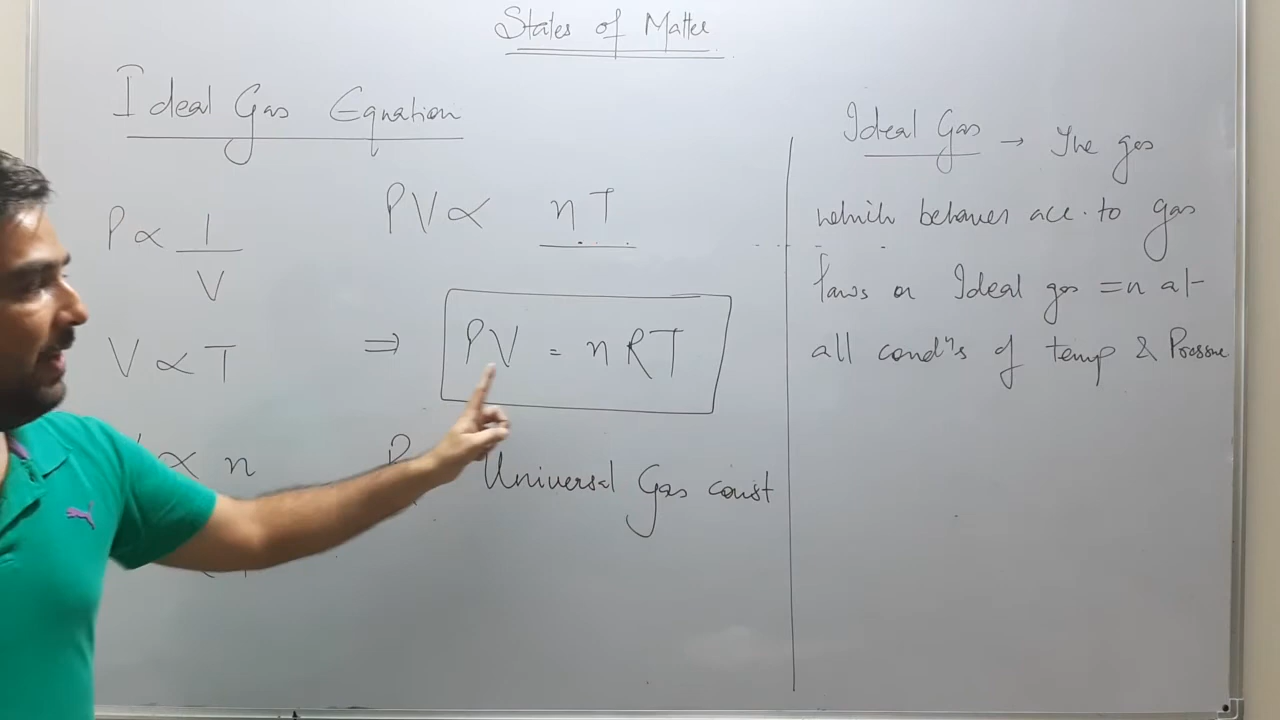 States of Matter
Ideal Gas Equation
P ∝ 1/V
V ∝ T
∝ n
PV ∝ nT
⇒ PV = nRT
Universal Gas const
Ideal Gas → The gas
which behaves acc. to gas
laws or Ideal gas =n at
all condn's of temp & Pressure